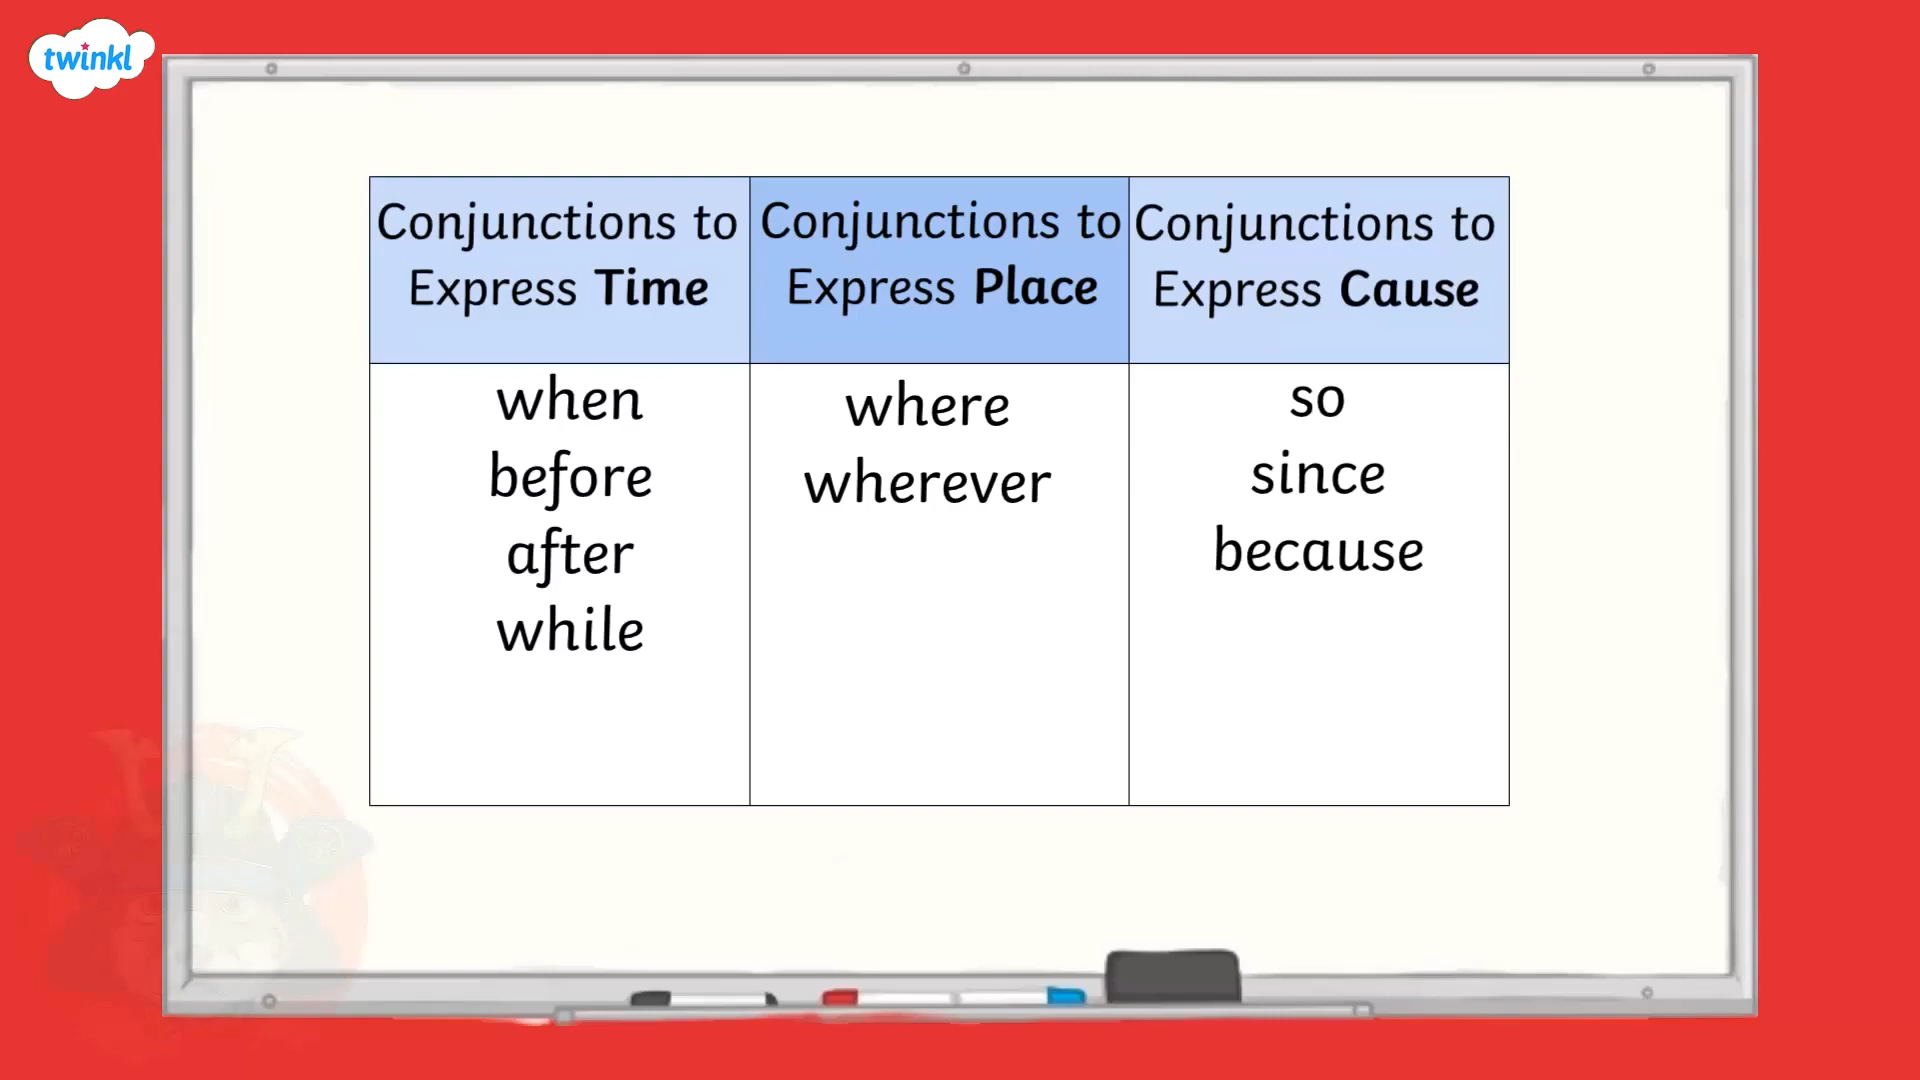 twinkl
Conjunctions to
Express Time
Conjunctions to
Express Place
Conjunctions to
Express Cause
when
before
after
while
where
wherever
so
since
because